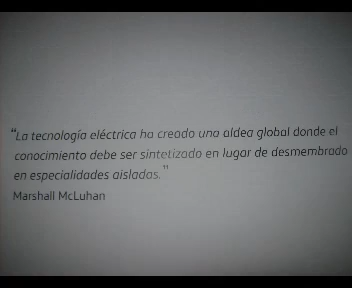 "La tecnología eléctrica ha creado una aldea global donde el
conocimiento debe ser sintetizado en lugar de desmembrado
en especialidades aisladas."
Marshall McLuhan